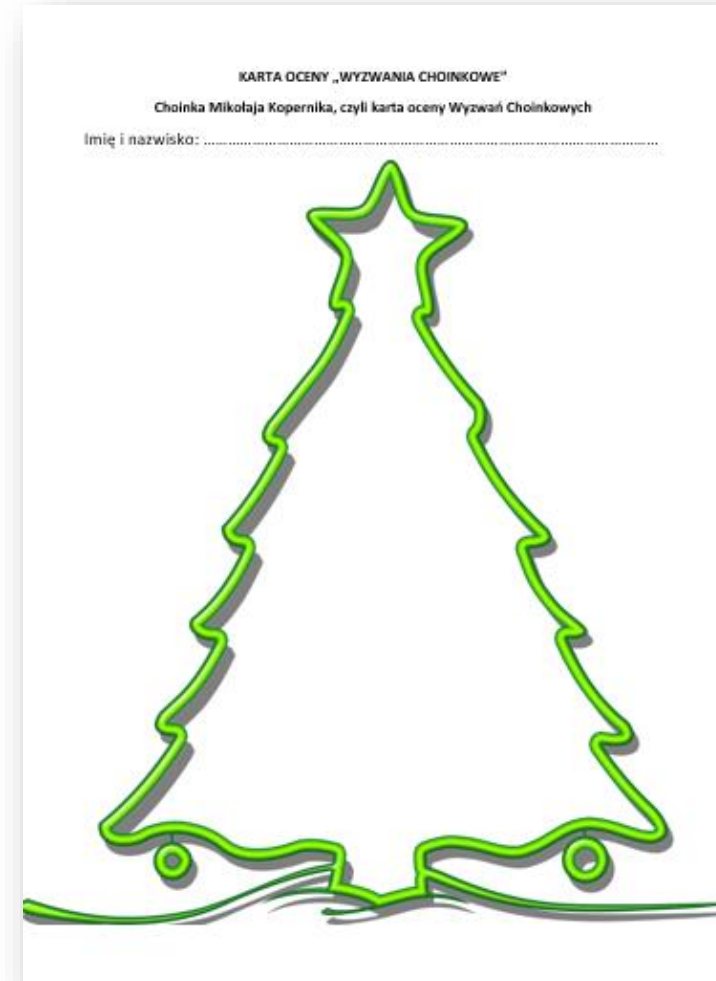 KARTA OCENY „WYZWANIA CHOINKOWE”
Choinka Mikołaja Kopernika, czyli karta oceny Wyzwań Choinkowych
Imię i nazwisko: ....................................................................................................